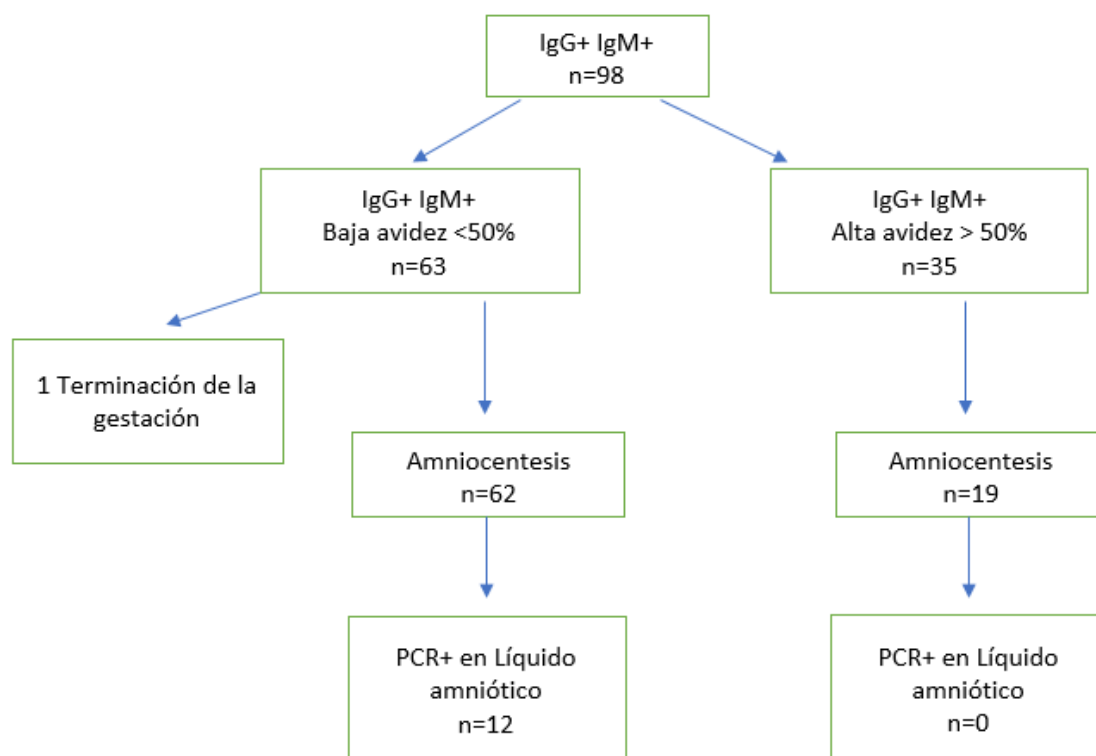 IgG+ IgM+
n=98
IgG+ IgM+
Baja avidez <50%
n=63
IgG+ IgM+
Alta avidez > 50%
n=35
1 Terminación de la
gestación
Amniocentesis
n=62
Amniocentesis
n=19
PCR+ en Líquido
amniótico
n=12
PCR+ en Líquido
amniótico
n=0